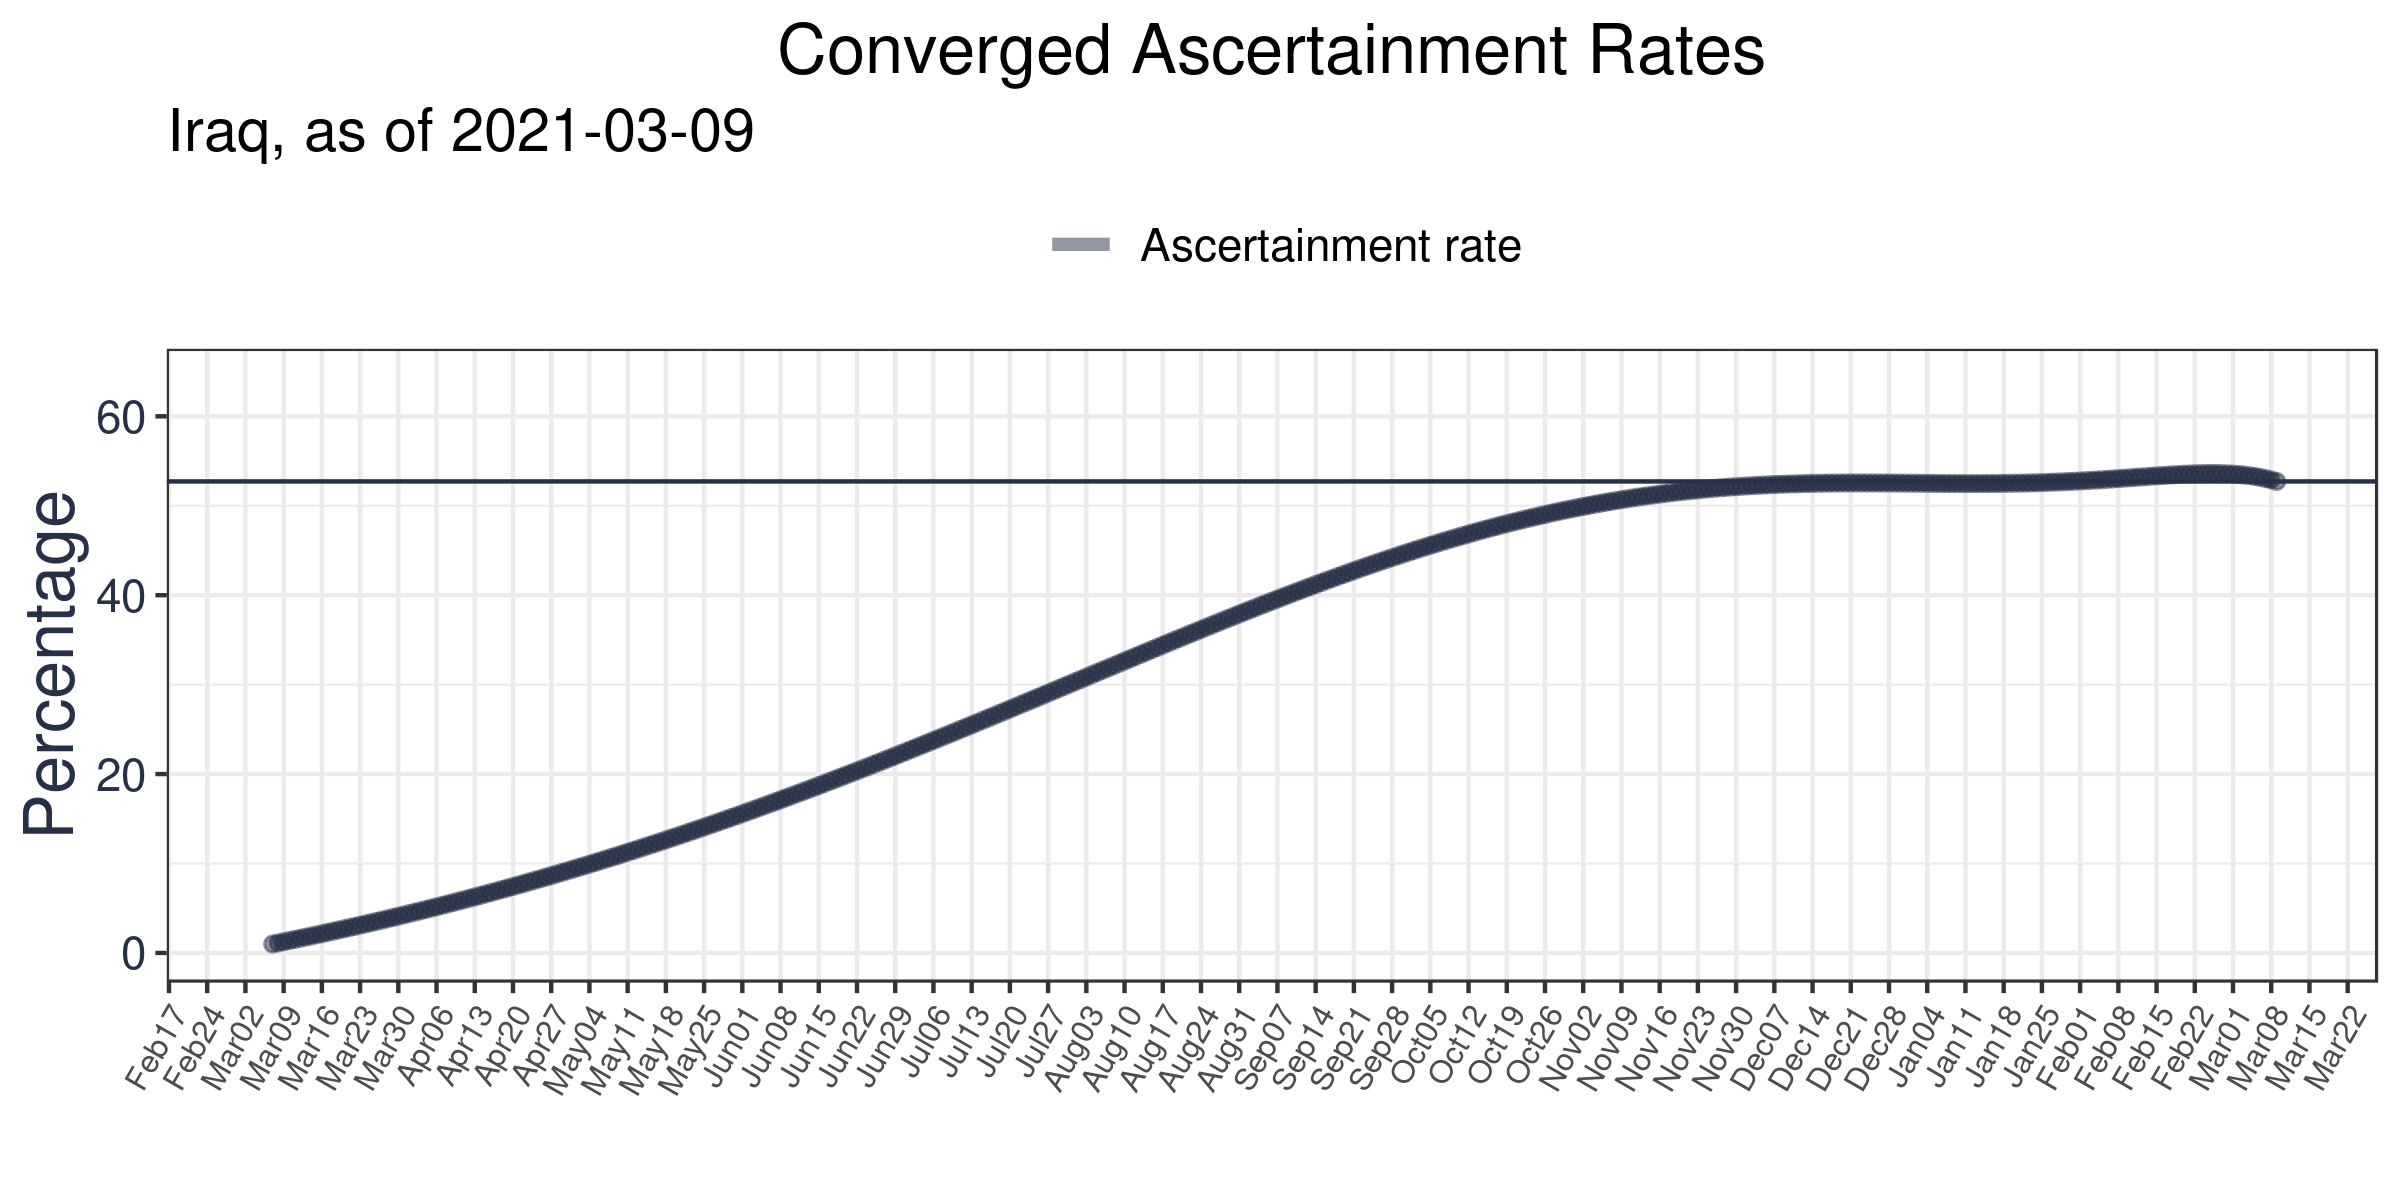 Converged Ascertainment Rates
Iraq, as of 2021-03-09
Ascertainment rate
Percentage
60
40
20
0
Feb17
Feb24
Mar02
Mar09
Mar16
Mar23
Mar30
Apr06
Apr13
Apr20
Apr27
May04
May11
May18
May25
Jun01
Jun08
Jun15
Jun22
Jun29
Jul06
Jul13
Jul20
Jul27
Aug03
Aug10
Aug17
Aug24
Aug31
Sep07
Sep14
Sep21
Sep28
Oct05
Oct12
Oct19
Oct26
Nov02
Nov09
Nov16
Nov23
Nov30
Dec07
Dec14
Dec21
Dec28
Jan04
Jan11
Jan18
Jan25
Feb01
Feb08
Feb15
Feb22
Mar01
Mar08
Mar15
Mar22